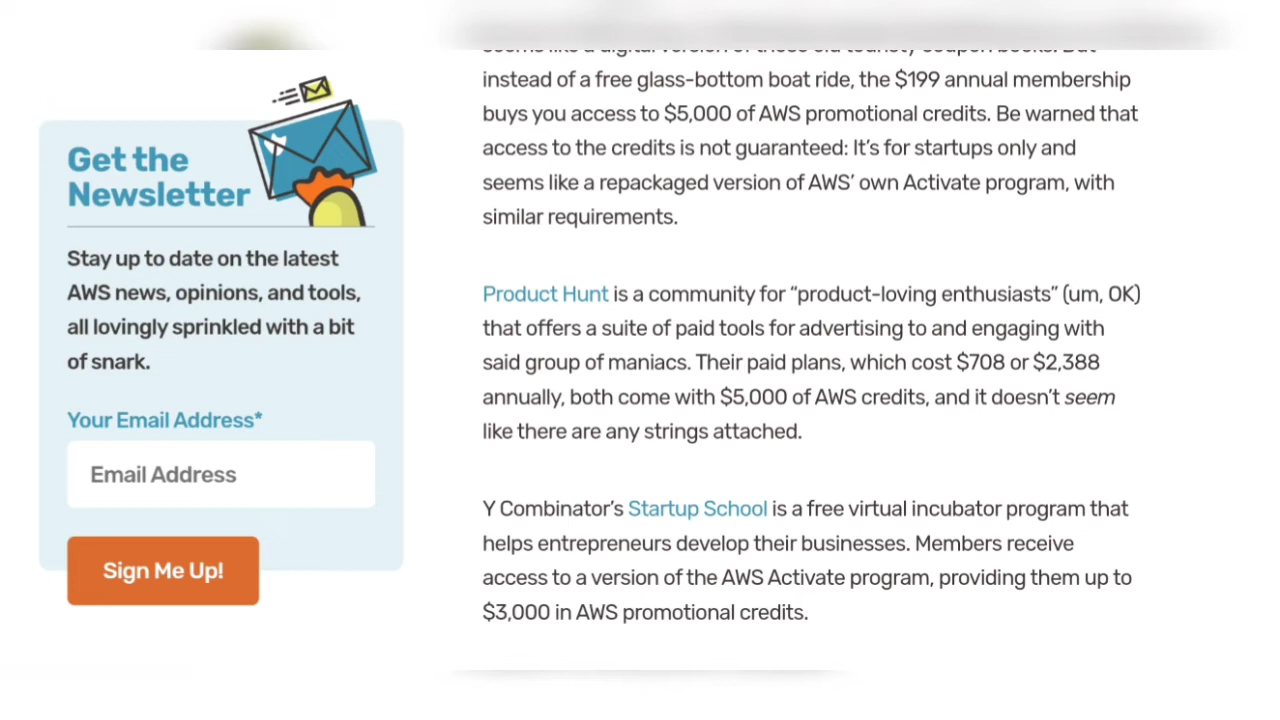 Get the
Newsletter
Stay up to date on the latest
AWS news, opinions, and tools,
all lovingly sprinkled with a bit
of snark.
Your Email Address*
Email Address
Sign Me Up!
instead of a free glass-bottom boat ride, the $199 annual membership
buys you access to $5,000 of AWS promotional credits. Be warned that
access to the credits is not guaranteed: It’s for startups only and
seems like a repackaged version of AWS’ own Activate program, with
similar requirements.
Product Hunt is a community for “product-loving enthusiasts” (um, OK)
that offers a suite of paid tools for advertising to and engaging with
said group of maniacs. Their paid plans, which cost $708 or $2,388
annually, both come with $5,000 of AWS credits, and it doesn’t seem
like there are any strings attached.
Y Combinator’s Startup School is a free virtual incubator program that
helps entrepreneurs develop their businesses. Members receive
access to a version of the AWS Activate program, providing them up to
$3,000 in AWS promotional credits.